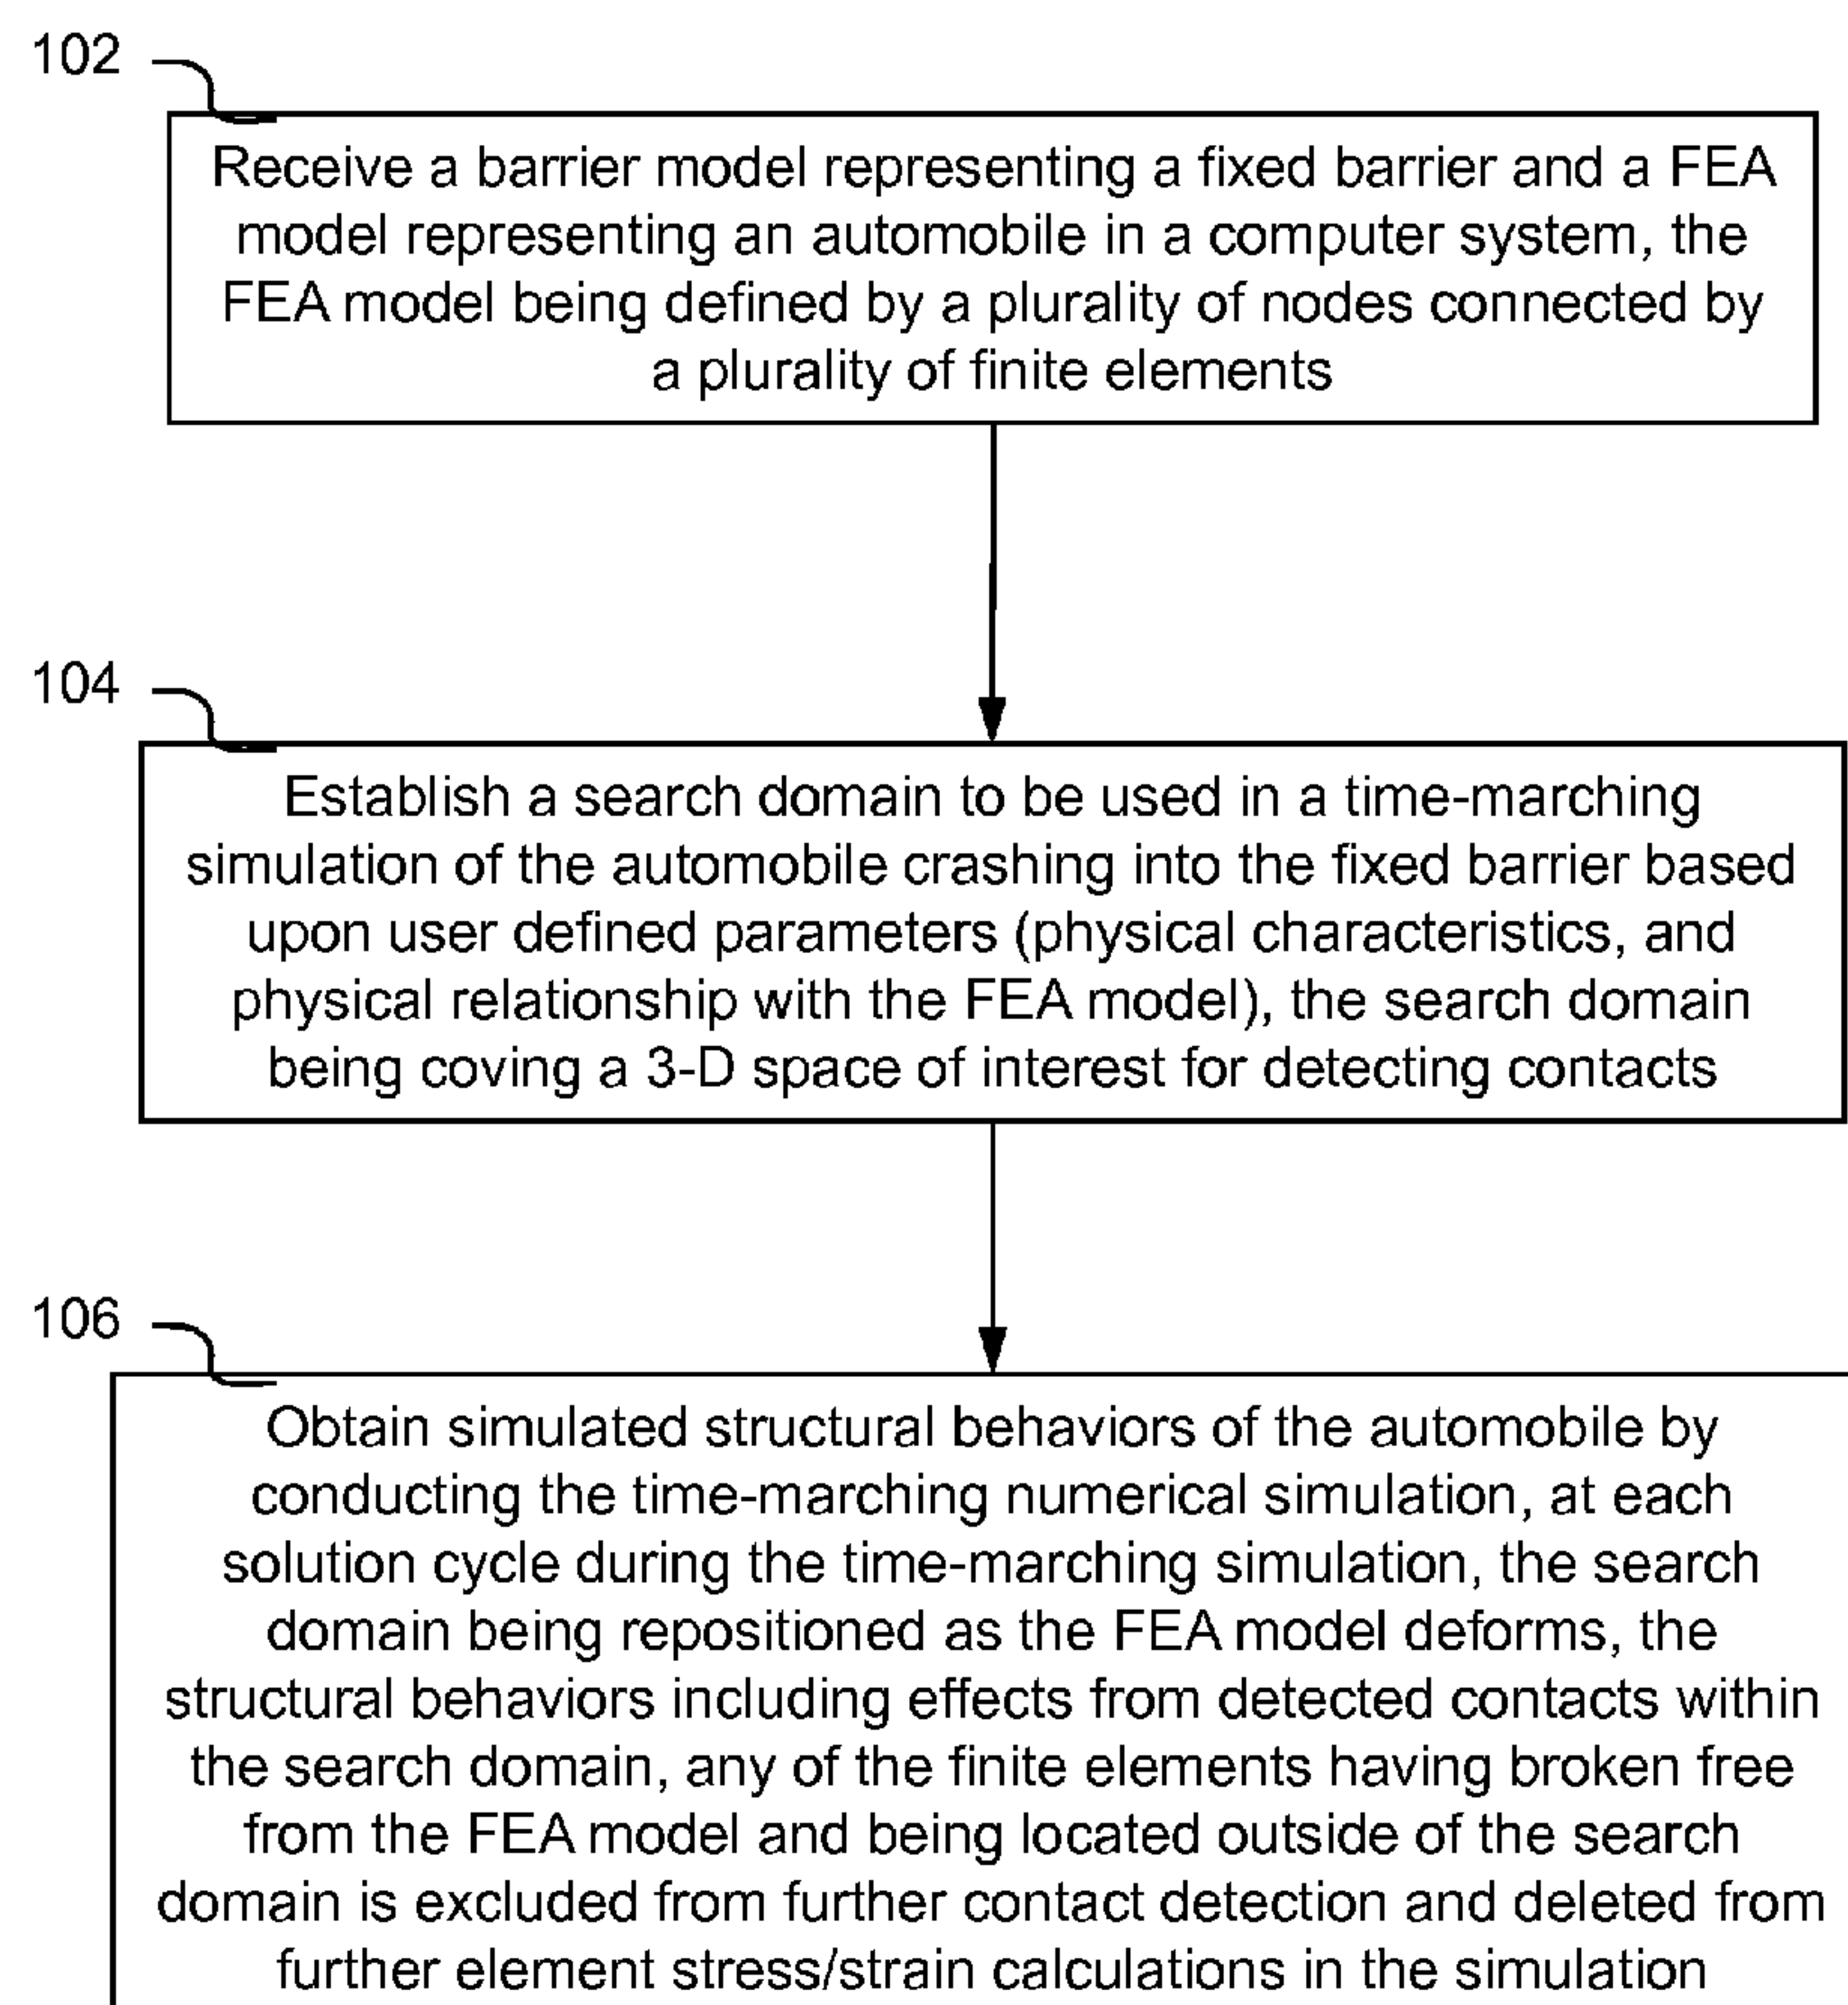 102
Receive a barrier model representing a fixed barrier and a FEA
model representing an automobile in a computer system, the
FEA model being defined by a plurality of nodes connected by
a plurality of finite elements
104
Establish a search domain to be used in a time-marching
simulation of the automobile crashing into the fixed barrier based
upon user defined parameters (physical characteristics, and
physical relationship with the FEA model), the search domain
being coving a 3-D space of interest for detecting contacts
106
Obtain simulated structural behaviors of the automobile by
conducting the time-marching numerical simulation, at each
solution cycle during the time-marching simulation, the search
domain being repositioned as the FEA model deforms, the
structural behaviors including effects from detected contacts within
the search domain, any of the finite elements having broken free
from the FEA model and being located outside of the search
domain is excluded from further contact detection and deleted from
further element stress/strain calculations in the simulation